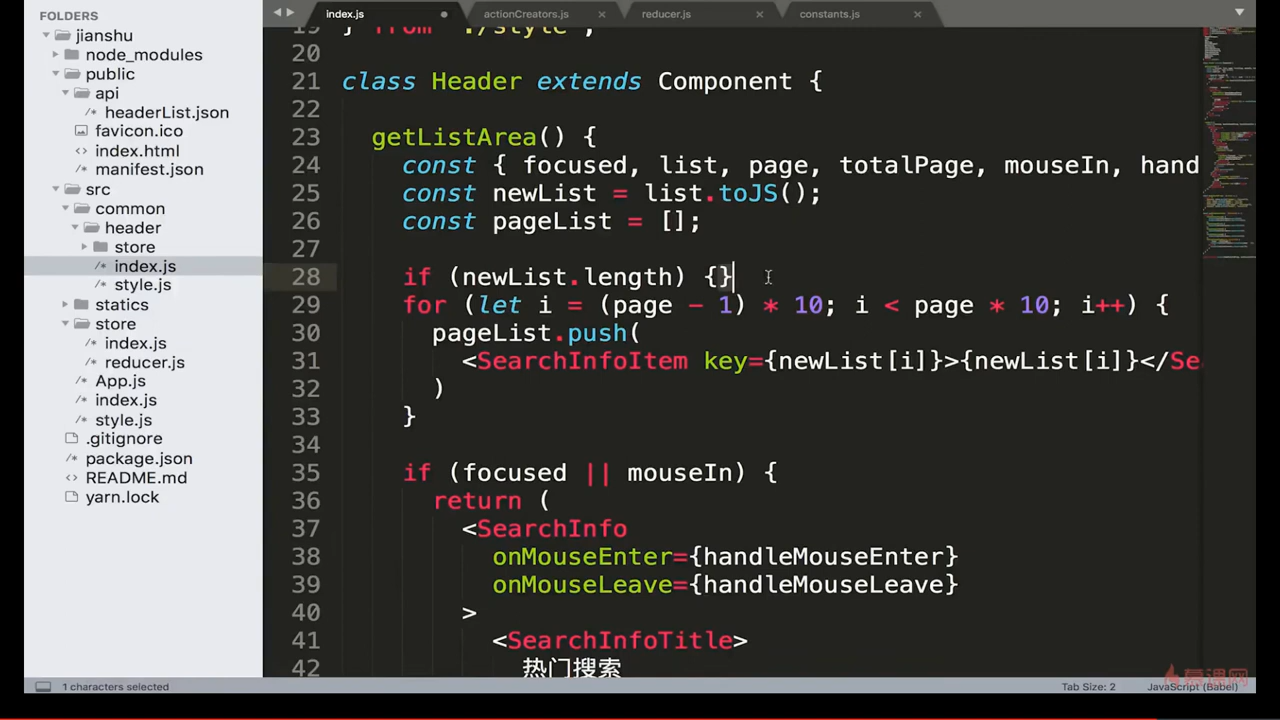 FOLDERS
jianshu
node_modules
public
api
headerList.json
favicon.ico
<> index.html
manifest.json
src
common
header
store
/* index.js
/* style.js
statics
store
/* index.js
/* reducer.js
/* App.js
/* index.js
/* style.js
.gitignore
package.json
README.md
yarn.lock
index.js
actionCreators.js
reducer.js
constants.js
19 } from './style';
20
21 class Header extends Component {
22
23 getListArea() {
24 const { focused, list, page, totalPage, mouseIn, hand
25 const newList = list.toJS();
26 const pageList = [];
27
28 if (newList.length) {}
29 for (let i = (page - 1) * 10; i < page * 10; i++) {
30 pageList.push(
31 <SearchInfoItem key={newList[i]}>{newList[i]}</Se
32 )
33 }
34
35 if (focused || mouseIn) {
36 return (
37 <SearchInfo
38 onMouseEnter={handleMouseEnter}
39 onMouseLeave={handleMouseLeave}
40 >
41 <SearchInfoTitle>
42 热门搜索
慕课网
1 characters selected
Tab Size: 2
JavaScript (Babel)